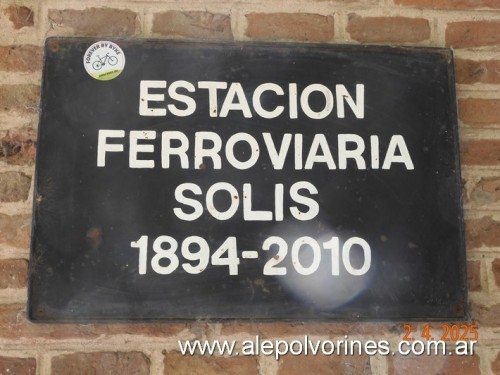 FOREVER BY BYKE
ESTACION
FERROVIARIA
SOLIS
1894-2010
2 4 2025
www.alepolvorines.com.ar